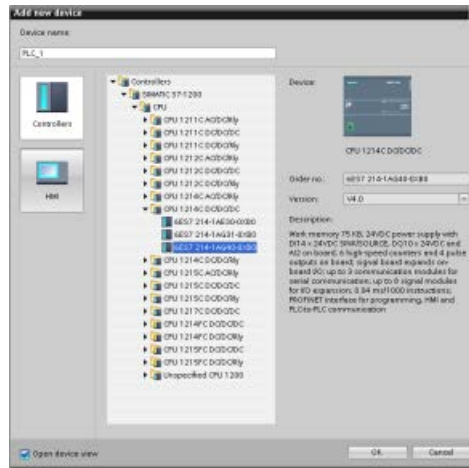 Add new device
Device name:
PLC_1
Controllers
HMI
Controllers
SIMATIC S7-1200
CPU
CPU 1211C AC/DC/Rly
CPU 1211C DC/DC/DC
CPU 1211C DC/DC/Rly
CPU 1212C AC/DC/Rly
CPU 1212C DC/DC/DC
CPU 1212C DC/DC/Rly
CPU 1214C AC/DC/Rly
CPU 1214C DC/DC/DC
6ES7 214-1AE30-0XB0
6ES7 214-1AG31-0XB0
6ES7 214-1AG40-0XB0
CPU 1214C DC/DC/Rly
CPU 1215C AC/DC/Rly
CPU 1215C DC/DC/DC
CPU 1215C DC/DC/Rly
CPU 1217C DC/DC/DC
CPU 1214FC DC/DC/DC
CPU 1214FC DC/DC/Rly
CPU 1215FC DC/DC/DC
CPU 1215FC DC/DC/Rly
Unspecified CPU 1200
Device:
CPU 1214C DC/DC/DC
Order no.:
6ES7 214-1AG40-0XB0
Version:
V4.0
Description:
Work memory 75 KB; 24VDC power supply with
DI14 x 24VDC SINK/SOURCE, DQ10 x 24VDC and
AI2 on board; 6 high-speed counters and 4 pulse
outputs on board; signal board expands on-
board I/O; up to 3 communication modules for
serial communication; up to 8 signal modules
for I/O expansion; 0.04 ms/1000 instructions;
PROFINET interface for programming, HMI and
PLC-to-PLC communication
Open device view
OK
Cancel